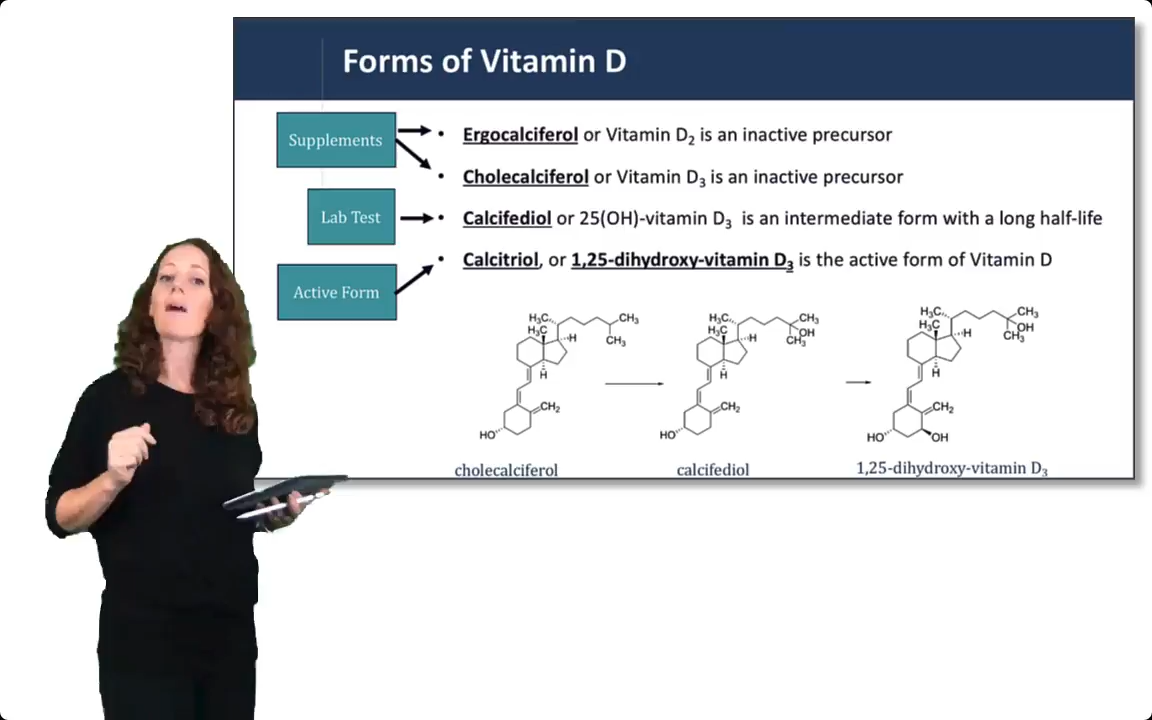 Forms of Vitamin D
Supplements
• Ergocalciferol or Vitamin D₂ is an inactive precursor
• Cholecalciferol or Vitamin D₃ is an inactive precursor
Lab Test
• Calcifediol or 25(OH)-vitamin D₃ is an intermediate form with a long half-life
Active Form
• Calcitriol, or 1,25-dihydroxy-vitamin D₃ is the active form of Vitamin D
H₃C CH₃
H₃C
H
CH₃
H
CH₂
HO
H₃C CH₃
H₃C OH
H CH₃
H
CH₂
HO
H₃C CH₃
H₃C OH
H CH₃
H
CH₂
HO OH
cholecalciferol
calcifediol
1,25-dihydroxy-vitamin D₃